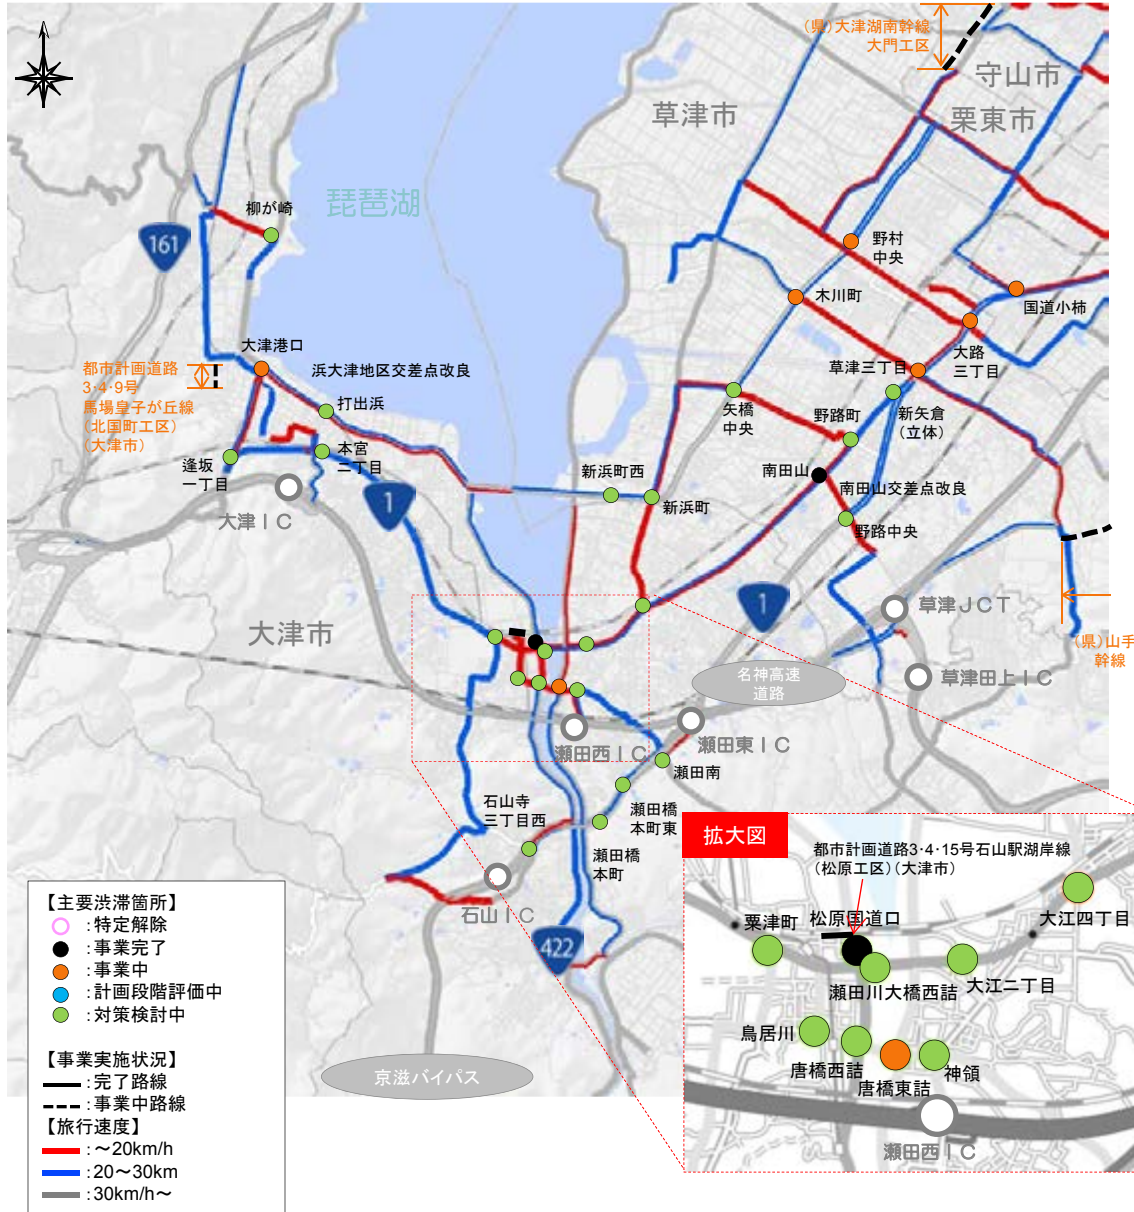 (県)大津湖南幹線
大門工区
守山市
栗東市
草津市
琵琶湖
柳が崎
161
野村
中央
木川町
国道小柿
大路
三丁目
草津三丁目
大津港口
浜大津地区交差点改良
都市計画道路
3･4･9号
馬場皇子が丘線
(北国町工区)
(大津市)
打出浜
矢橋
中央
野路町
新矢倉
(立体)
本宮
二丁目
逢坂
一丁目
新浜町西
新浜町
南田山
南田山交差点改良
野路中央
大津ＩＣ
1
1
草津ＪＣＴ
大津市
(県)山手
幹線
名神高速
道路
草津田上ＩＣ
瀬田西ＩＣ
瀬田東ＩＣ
瀬田南
石山寺
三丁目西
瀬田橋
本町東
瀬田橋
本町
石山ＩＣ
422
京滋バイパス
拡大図
都市計画道路3･4･15号石山駅湖岸線
(松原工区)(大津市)
粟津町
松原国道口
大江四丁目
瀬田川大橋西詰
大江二丁目
鳥居川
唐橋西詰
唐橋東詰
神領
瀬田西ＩＣ
【主要渋滞箇所】
：特定解除
：事業完了
：事業中
：計画段階評価中
：対策検討中
【事業実施状況】
：完了路線
：事業中路線
【旅行速度】
：～20km/h
：20～30km
：30km/h～